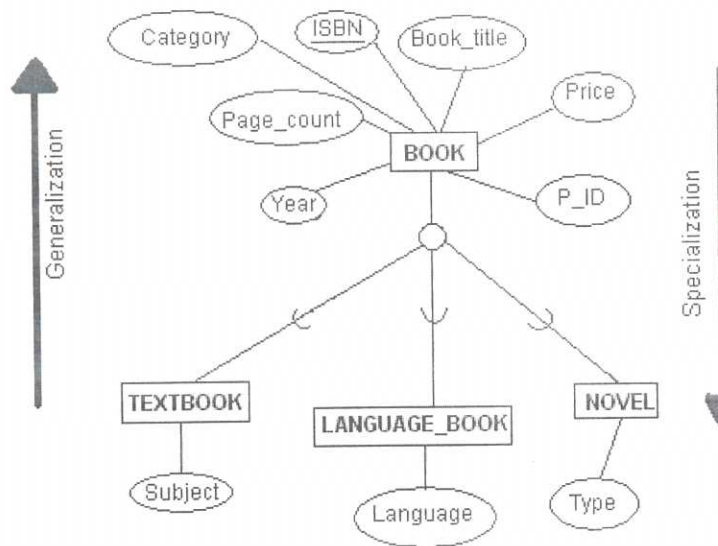 Category
ISBN
Book_title
Page_count
Price
BOOK
Year
P_ID
Generalization
Specialization
TEXTBOOK
LANGUAGE_BOOK
NOVEL
Subject
Language
Type